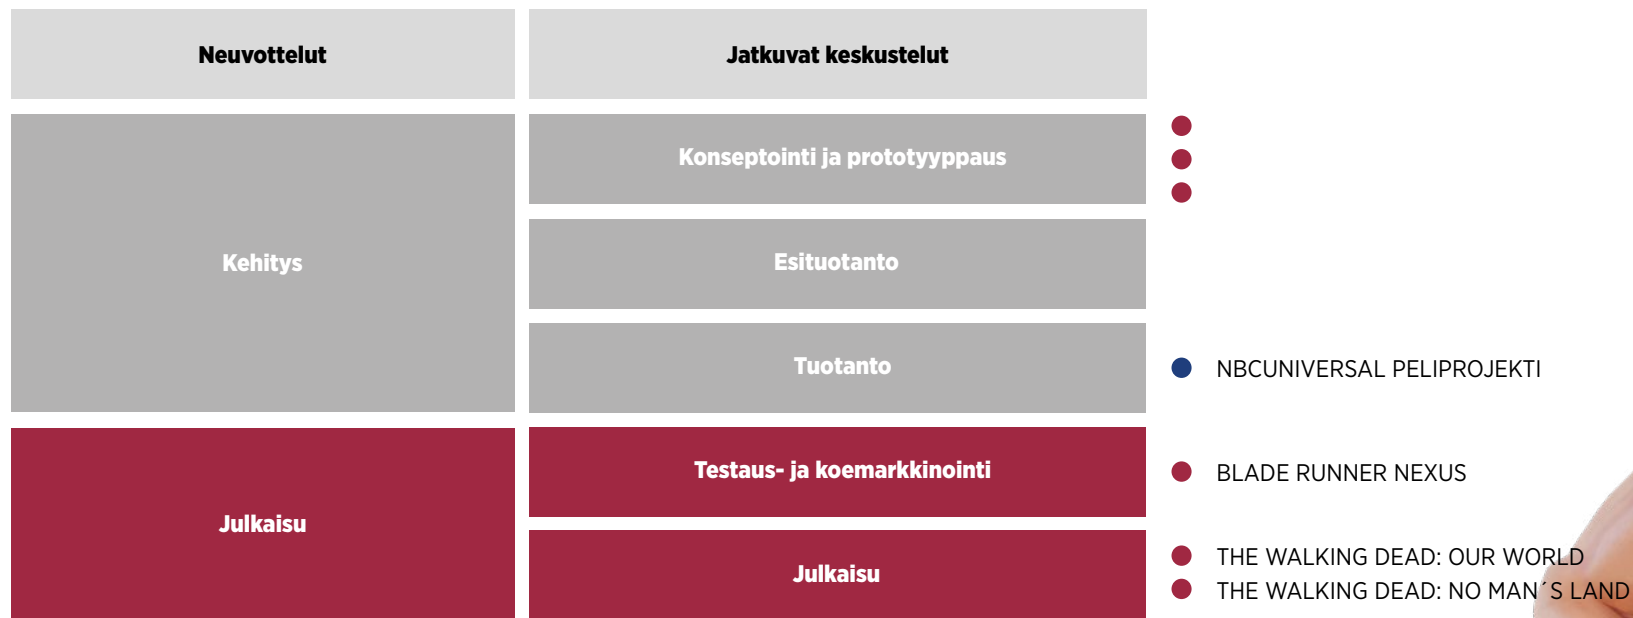 Neuvottelut
Jatkuvat keskustelut
Kehitys
Konseptointi ja prototyyppaus
Esituotanto
Tuotanto
NBCUNIVERSAL PELIPROJEKTI
Julkaisu
Testaus- ja koemarkkinointi
BLADE RUNNER NEXUS
Julkaisu
THE WALKING DEAD: OUR WORLD
THE WALKING DEAD: NO MAN´S LAND